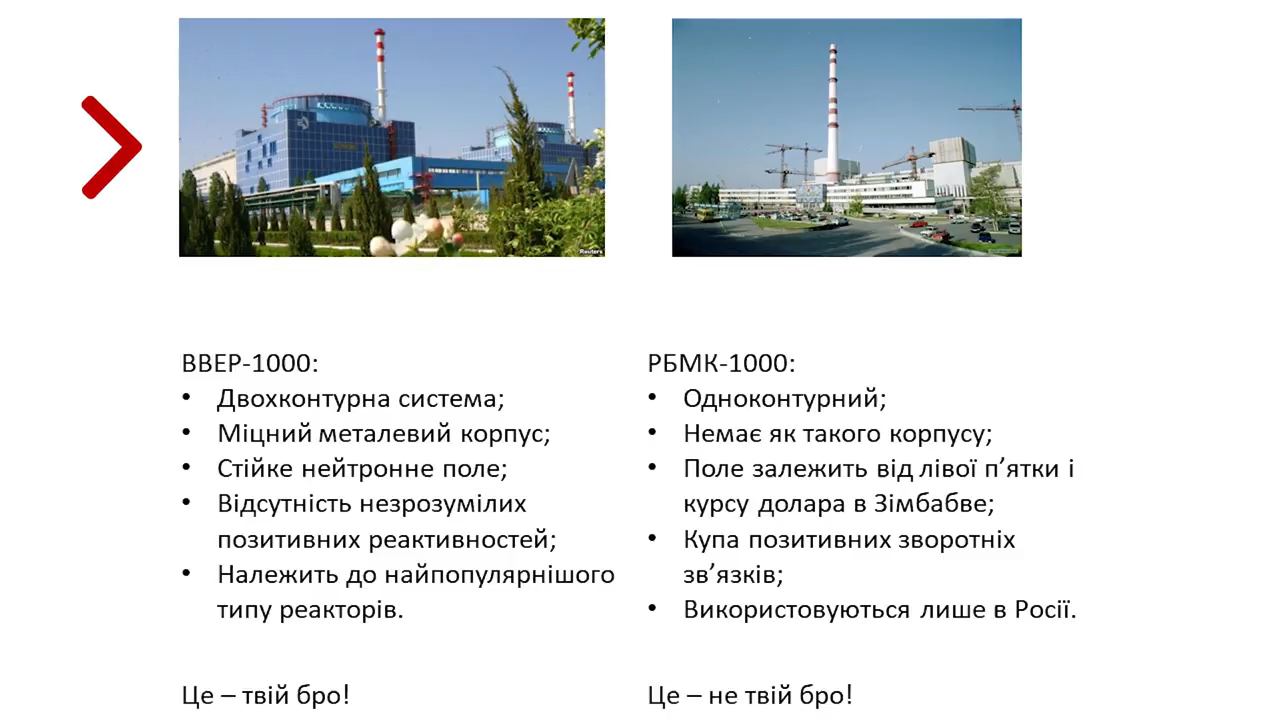 Reuters
ВВЕР-1000:
• Двохконтурна система;
• Міцний металевий корпус;
• Стійке нейтронне поле;
• Відсутність незрозумілих
позитивних реактивностей;
• Належить до найпопулярнішого
типу реакторів.
Це – твій бро!
РБМК-1000:
• Одноконтурний;
• Немає як такого корпусу;
• Поле залежить від лівої п’ятки і
курсу долара в Зімбабве;
• Купа позитивних зворотніх
зв’язків;
• Використовуються лише в Росії.
Це – не твій бро!